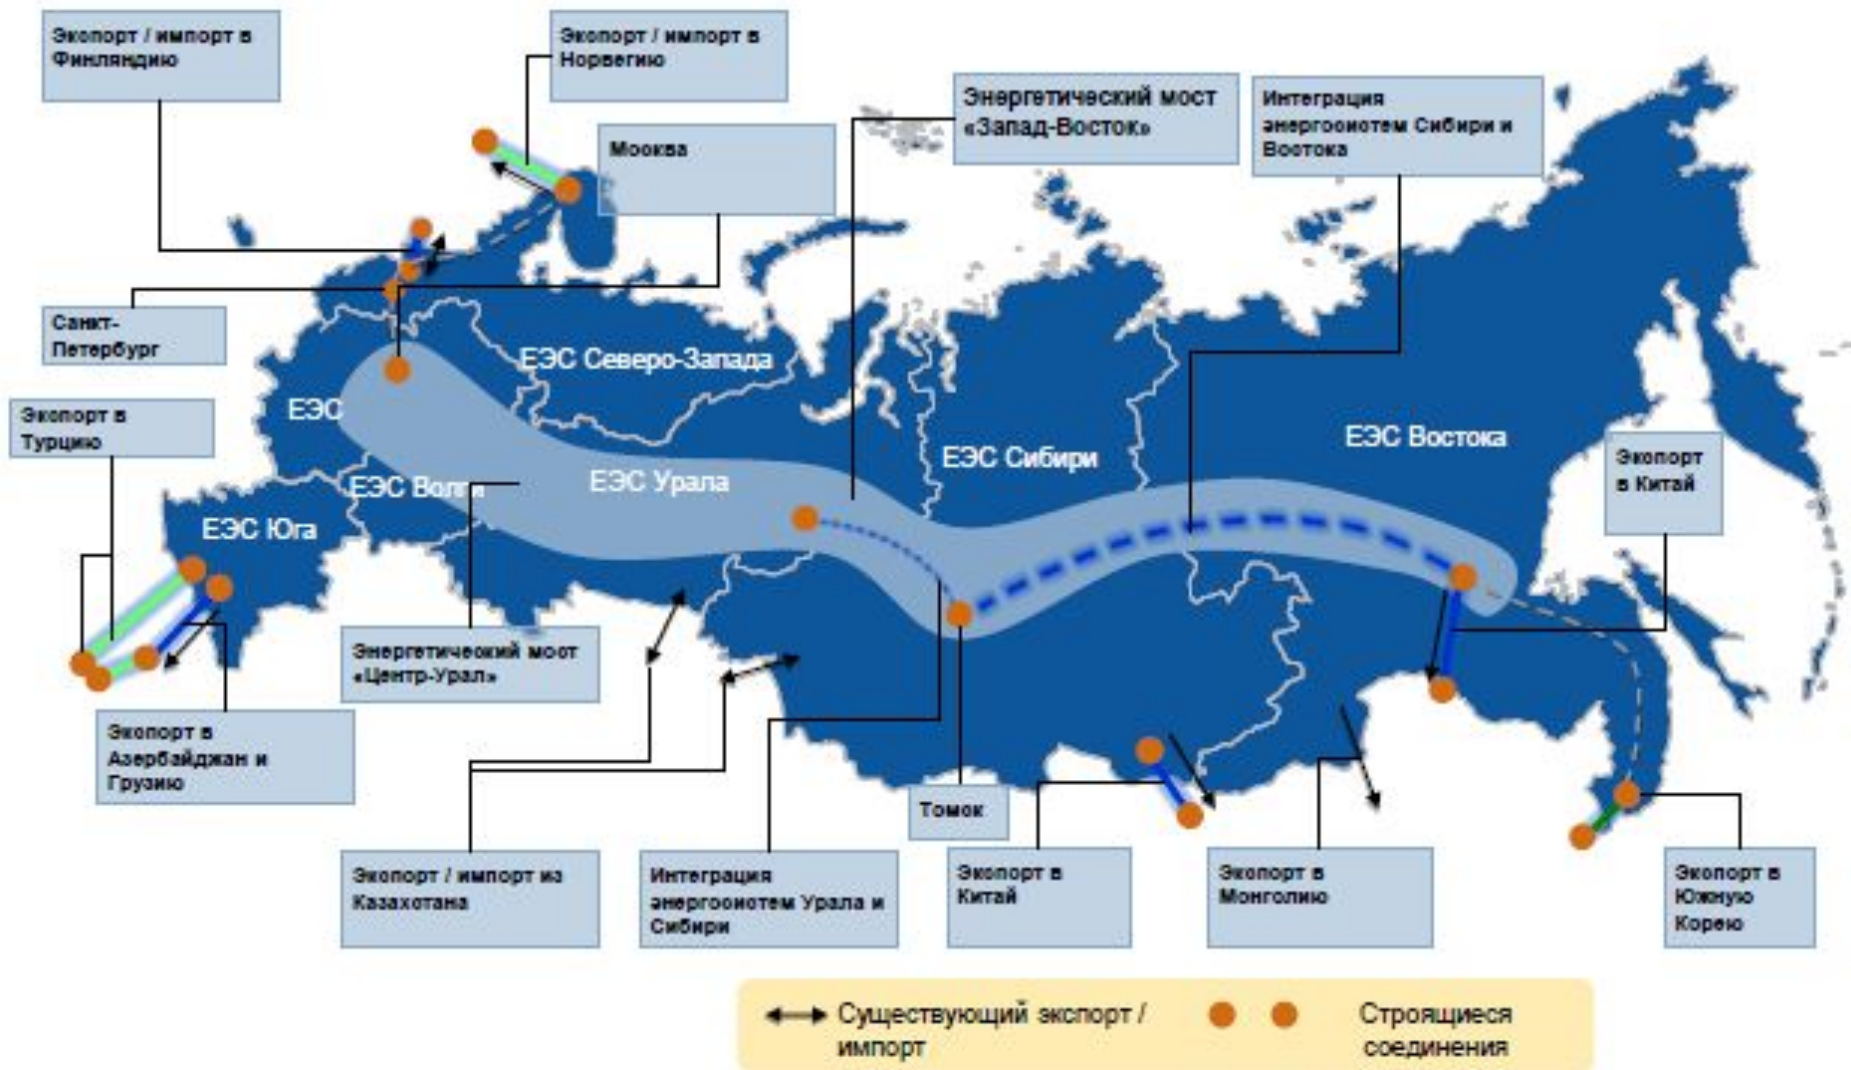 Экспорт / импорт в
Финляндию
Экспорт / импорт в
Норвегию
Москва
Энергетический мост
«Запад-Восток»
Интеграция
энергосистем Сибири и
Востока
Санкт-
Петербург
ЕЭС Северо-Запада
Экспорт в
Турцию
ЕЭС
ЕЭС Волги
ЕЭС Урала
ЕЭС Сибири
ЕЭС Востока
Экспорт
в Китай
ЕЭС Юга
Энергетический мост
«Центр-Урал»
Экспорт в
Азербайджан и
Грузию
Томск
Экспорт / импорт из
Казахстана
Интеграция
энергосистем Урала и
Сибири
Экспорт в
Китай
Экспорт в
Монголию
Экспорт в
Южную
Корею
Существующий экспорт /
импорт
Строящиеся
соединения